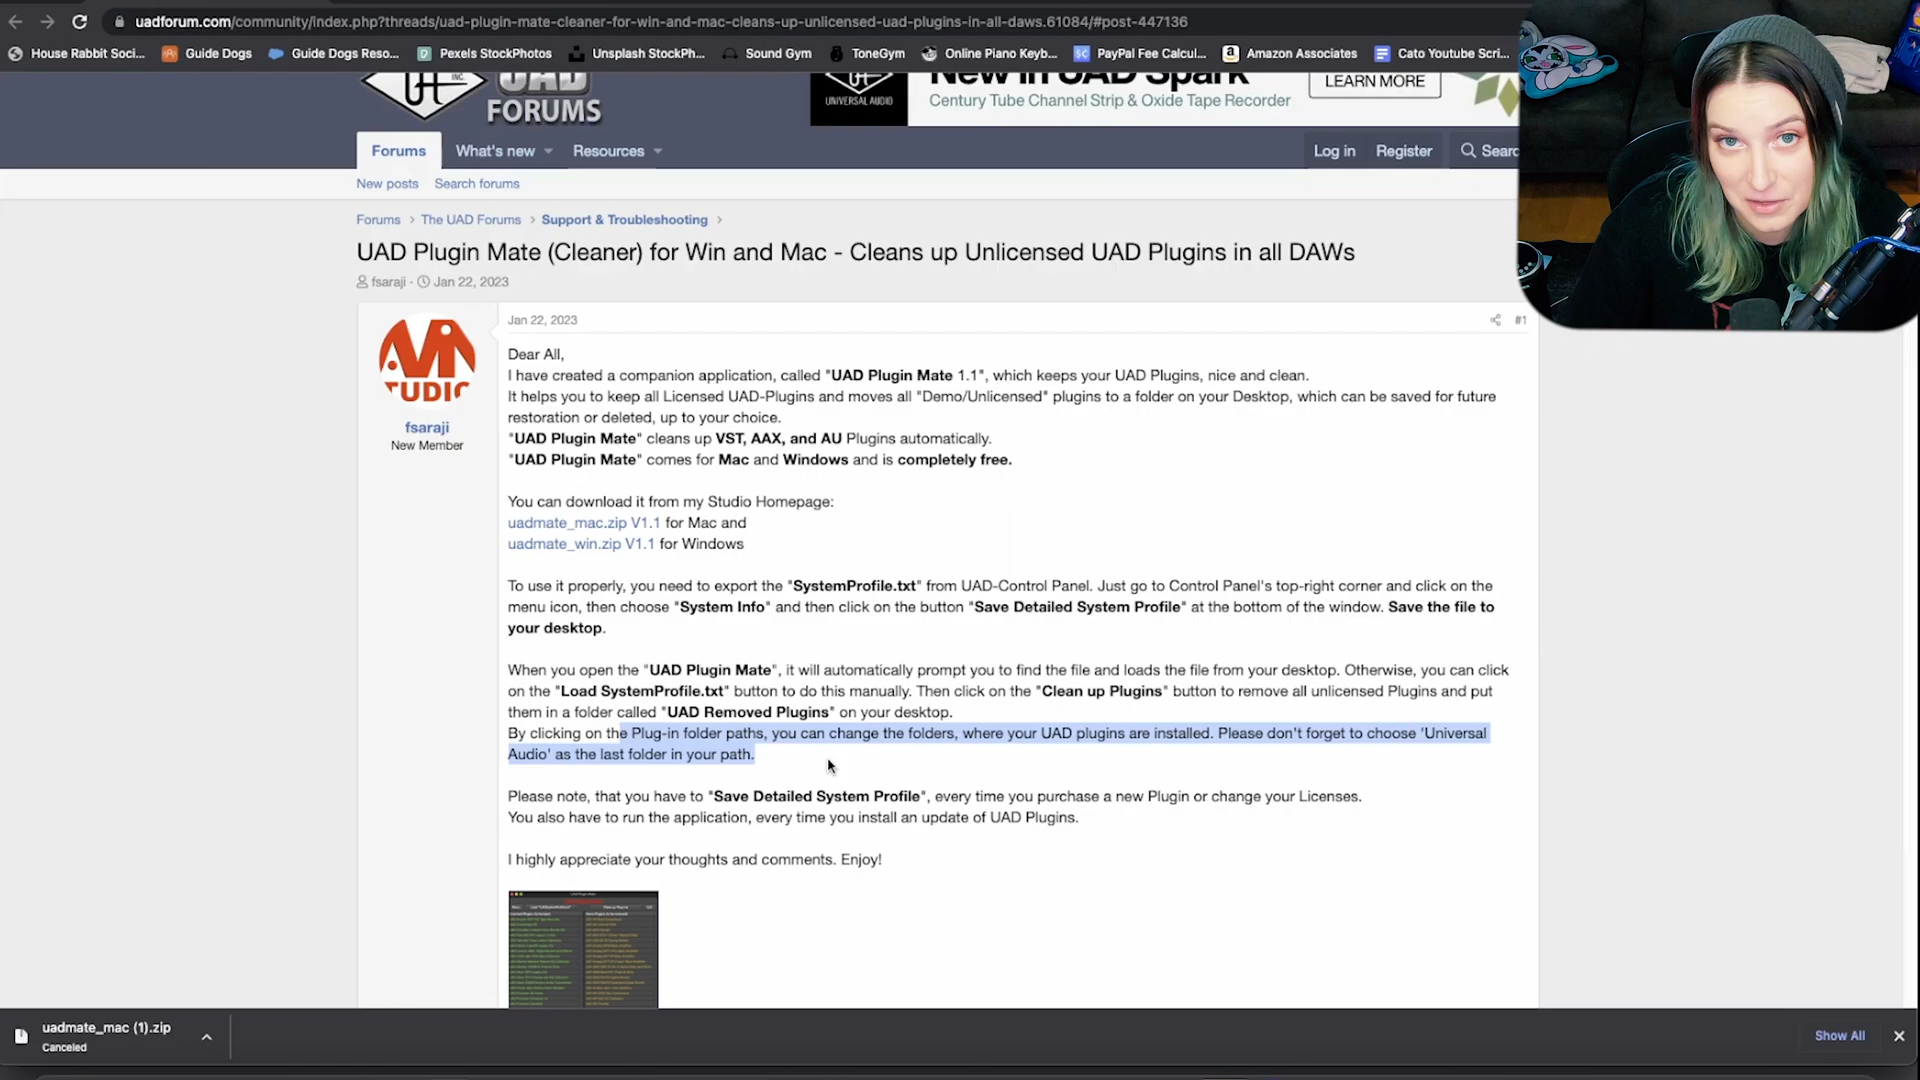 uadforum.com/community/index.php?threads/uad-plugin-mate-cleaner-for-win-and-mac-cleans-up-unlicensed-uad-plugins-in-all-daws.61084/#post-447136
House Rabbit Soci... Guide Dogs Guide Dogs Reso... Pexels StockPhotos Unsplash StockPh... Sound Gym ToneGym Online Piano Keyb... PayPal Fee Calcul... Amazon Associates Cato Youtube Scri...
INC.
UAD
FORUMS
UNIVERSAL AUDIO
New in UAD Spark
Century Tube Channel Strip & Oxide Tape Recorder
LEARN MORE
Forums What's new Resources Log in Register Searc
New posts Search forums
Forums > The UAD Forums > Support & Troubleshooting >
UAD Plugin Mate (Cleaner) for Win and Mac - Cleans up Unlicensed UAD Plugins in all DAWs
fsaraji · Jan 22, 2023
Jan 22, 2023 #1
fsaraji
New Member
Dear All,
I have created a companion application, called "UAD Plugin Mate 1.1", which keeps your UAD Plugins, nice and clean.
It helps you to keep all Licensed UAD-Plugins and moves all "Demo/Unlicensed" plugins to a folder on your Desktop, which can be saved for future
restoration or deleted, up to your choice.
"UAD Plugin Mate" cleans up VST, AAX, and AU Plugins automatically.
"UAD Plugin Mate" comes for Mac and Windows and is completely free.
You can download it from my Studio Homepage:
uadmate_mac.zip V1.1 for Mac and
uadmate_win.zip V1.1 for Windows
To use it properly, you need to export the "SystemProfile.txt" from UAD-Control Panel. Just go to Control Panel's top-right corner and click on the
menu icon, then choose "System Info" and then click on the button "Save Detailed System Profile" at the bottom of the window. Save the file to
your desktop.
When you open the "UAD Plugin Mate", it will automatically prompt you to find the file and loads the file from your desktop. Otherwise, you can click
on the "Load SystemProfile.txt" button to do this manually. Then click on the "Clean up Plugins" button to remove all unlicensed Plugins and put
them in a folder called "UAD Removed Plugins" on your desktop.
By clicking on the Plug-in folder paths, you can change the folders, where your UAD plugins are installed. Please don't forget to choose 'Universal
Audio' as the last folder in your path.
Please note, that you have to "Save Detailed System Profile", every time you purchase a new Plugin or change your Licenses.
You also have to run the application, every time you install an update of UAD Plugins.
I highly appreciate your thoughts and comments. Enjoy!
uadmate_mac (1).zip
Canceled
Show All